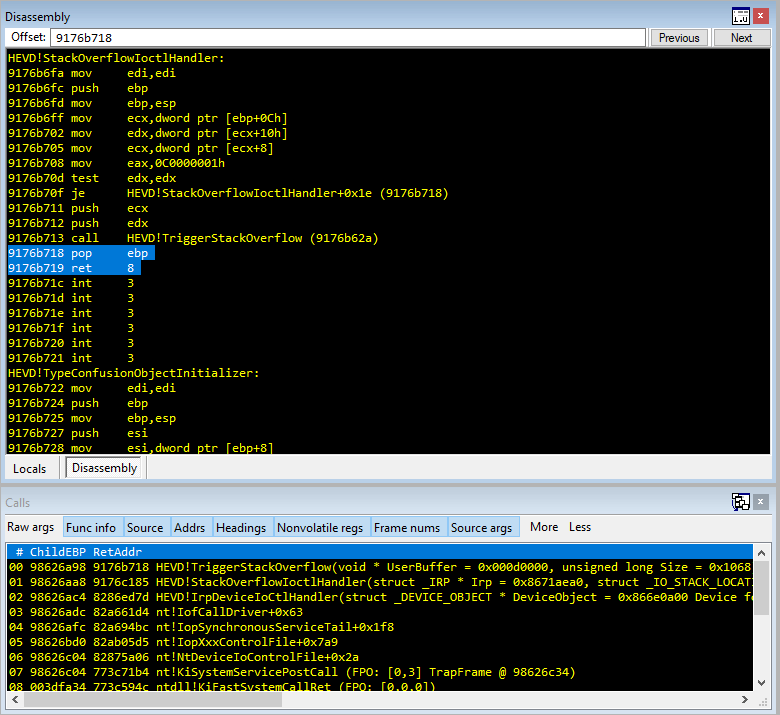 Disassembly
Offset: 9176b718 Previous Next
HEVD!StackOverflowIoctlHandler:
9176b6fa mov edi,edi
9176b6fc push ebp
9176b6fd mov ebp,esp
9176b6ff mov ecx,dword ptr [ebp+0Ch]
9176b702 mov edx,dword ptr [ecx+10h]
9176b705 mov ecx,dword ptr [ecx+8]
9176b708 mov eax,0C0000001h
9176b70d test edx,edx
9176b70f je HEVD!StackOverflowIoctlHandler+0x1e (9176b718)
9176b711 push ecx
9176b712 push edx
9176b713 call HEVD!TriggerStackOverflow (9176b62a)
9176b718 pop ebp
9176b719 ret 8
9176b71c int 3
9176b71d int 3
9176b71e int 3
9176b71f int 3
9176b720 int 3
9176b721 int 3
HEVD!TypeConfusionObjectInitializer:
9176b722 mov edi,edi
9176b724 push ebp
9176b725 mov ebp,esp
9176b727 push esi
9176b728 mov esi,dword ptr [ebp+8]
Locals Disassembly
Calls
Raw args Func info Source Addrs Headings Nonvolatile regs Frame nums Source args More Less
# ChildEBP RetAddr
00 98626a98 9176b718 HEVD!TriggerStackOverflow(void * UserBuffer = 0x000d0000, unsigned long Size = 0x1068
01 98626aa8 9176c185 HEVD!StackOverflowIoctlHandler(struct _IRP * Irp = 0x8671aea0, struct _IO_STACK_LOCATI
02 98626ac4 8286ed7d HEVD!IrpDeviceIoCtlHandler(struct _DEVICE_OBJECT * DeviceObject = 0x866e0a00 Device fo
03 98626adc 82a661d4 nt!IofCallDriver+0x63
04 98626afc 82a694bc nt!IopSynchronousServiceTail+0x1f8
05 98626bd0 82ab05d5 nt!IopXxxControlFile+0x7a9
06 98626c04 82875a06 nt!NtDeviceIoControlFile+0x2a
07 98626c04 773c71b4 nt!KiSystemServicePostCall (FPO: [0,3] TrapFrame @ 98626c34)
08 003dfa34 773c594c ntdll!KiFastSystemCallRet (FPO: [0,0,0])